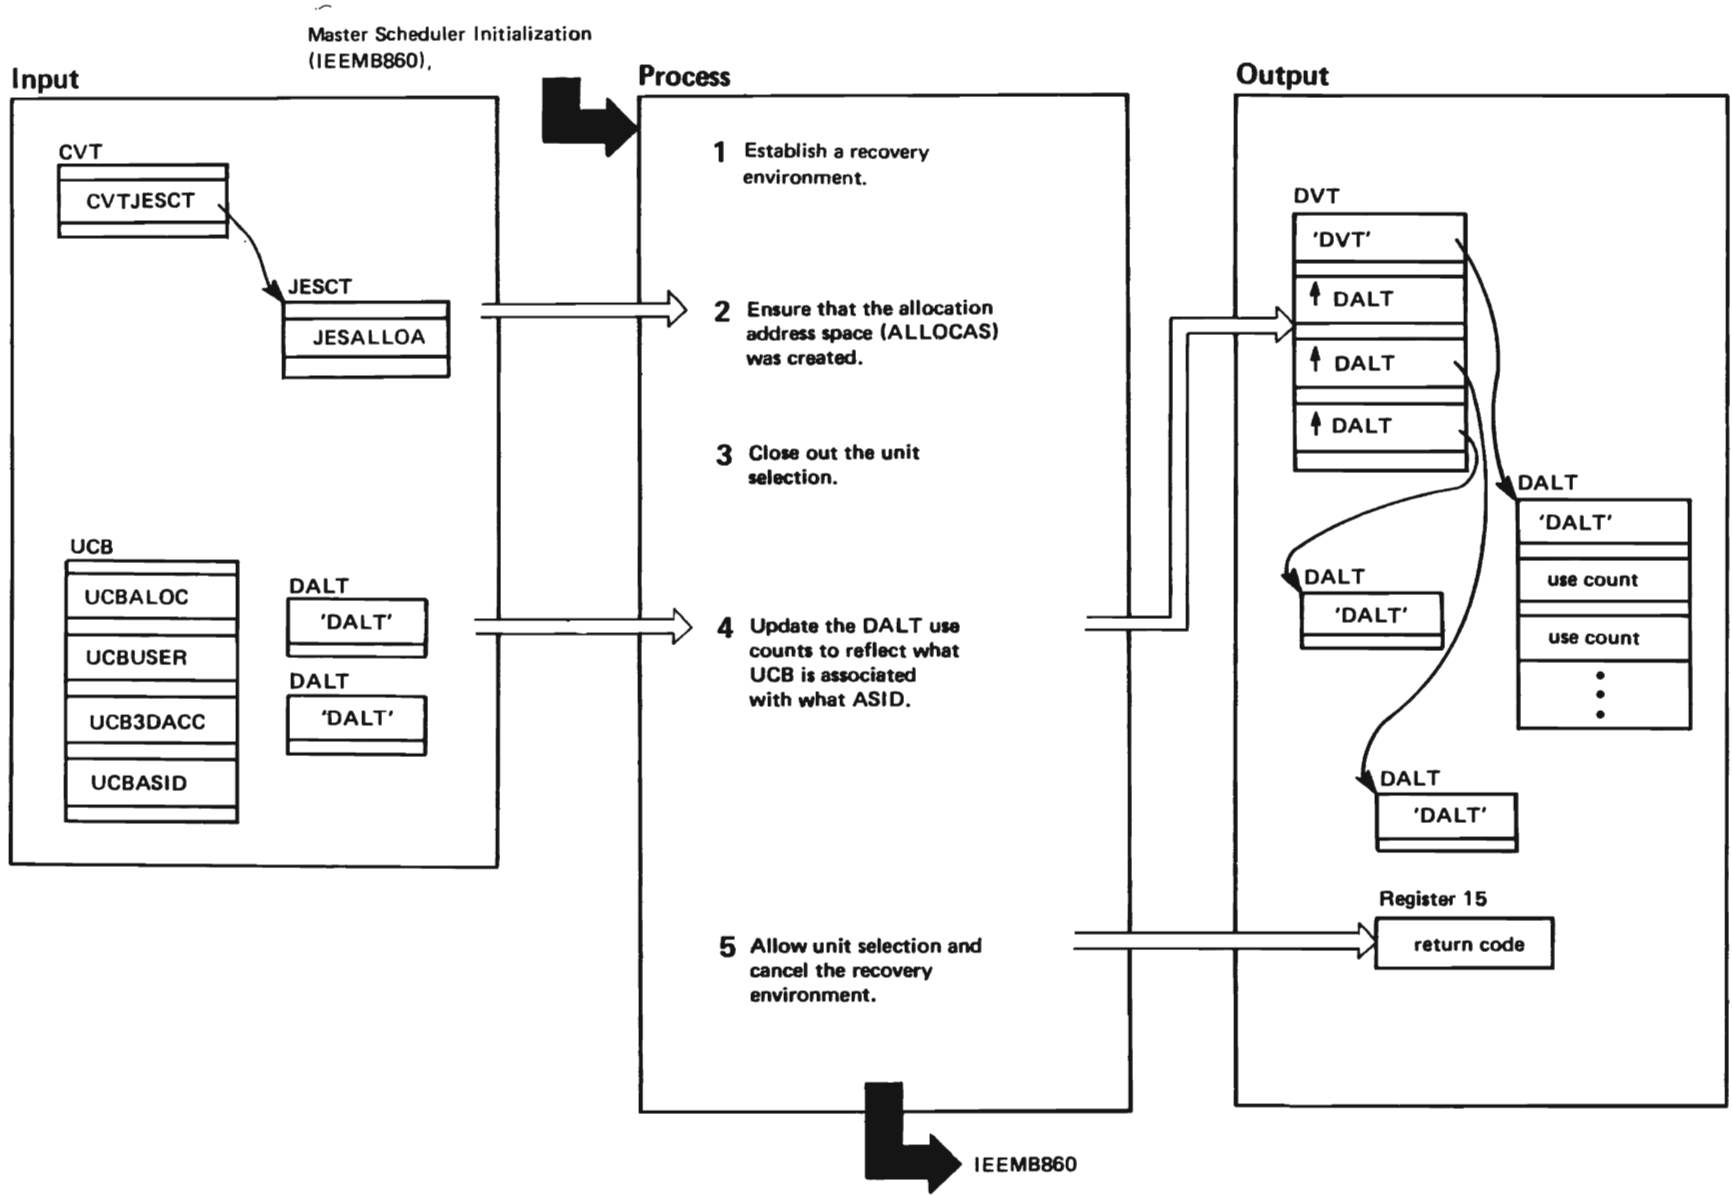 Master Scheduler Initialization
(IEEMB860),
Input
CVT
CVTJESCT
JESCT
JESALLOA
UCB
UCBALOC
UCBUSER
UCB3DACC
UCBASID
DALT
'DALT'
DALT
'DALT'
Process
1 Establish a recovery
environment.
2 Ensure that the allocation
address space (ALLOCAS)
was created.
3 Close out the unit
selection.
4 Update the DALT use
counts to reflect what
UCB is associated
with what ASID.
5 Allow unit selection and
cancel the recovery
environment.
IEEMB860
Output
DVT
'DVT'
DALT
DALT
DALT
DALT
'DALT'
use count
use count
DALT
'DALT'
DALT
'DALT'
Register 15
return code